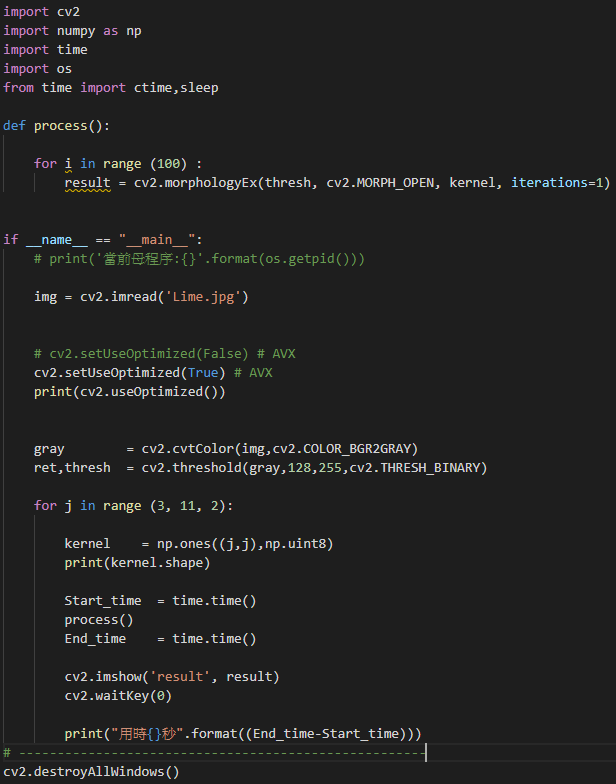 import cv2
import numpy as np
import time
import os
from time import ctime,sleep
def process():
for i in range (100) :
result = cv2.morphologyEx(thresh, cv2.MORPH_OPEN, kernel, iterations=1)
if __name__ == "__main__":
# print('當前母程序:{}'.format(os.getpid()))
img = cv2.imread('Lime.jpg')
# cv2.setUseOptimized(False) # AVX
cv2.setUseOptimized(True) # AVX
print(cv2.useOptimized())
gray        = cv2.cvtColor(img,cv2.COLOR_BGR2GRAY)
ret,thresh  = cv2.threshold(gray,128,255,cv2.THRESH_BINARY)
for j in range (3, 11, 2):
kernel    = np.ones((j,j),np.uint8)
print(kernel.shape)
Start_time  = time.time()
process()
End_time    = time.time()
cv2.imshow('result', result)
cv2.waitKey(0)
print("用時{}秒".format((End_time-Start_time)))
# -----------------------------------------------------
cv2.destroyAllWindows()